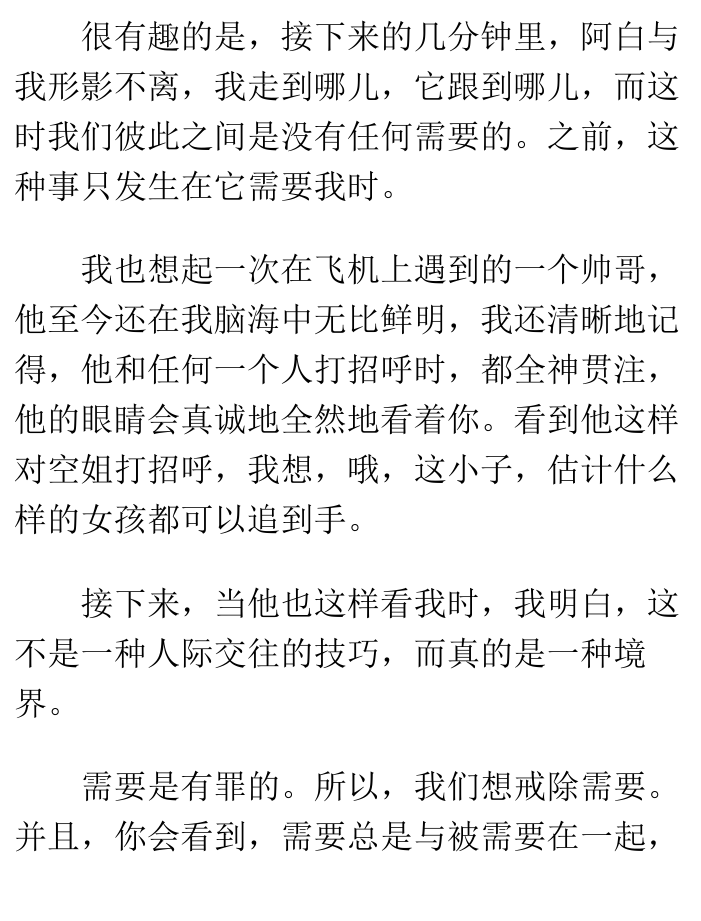 很有趣的是，接下来的几分钟里，阿白与
我形影不离，我走到哪儿，它跟到哪儿，而这
时我们彼此之间是没有任何需要的。之前，这
种事只发生在它需要我时。
我也想起一次在飞机上遇到的一个帅哥，
他至今还在我脑海中无比鲜明，我还清晰地记
得，他和任何一个人打招呼时，都全神贯注，
他的眼睛会真诚地全然地看着你。看到他这样
对空姐打招呼，我想，哦，这小子，估计什么
样的女孩都可以追到手。
接下来，当他也这样看我时，我明白，这
不是一种人际交往的技巧，而真的是一种境
界。
需要是有罪的。所以，我们想戒除需要。
并且，你会看到，需要总是与被需要在一起，